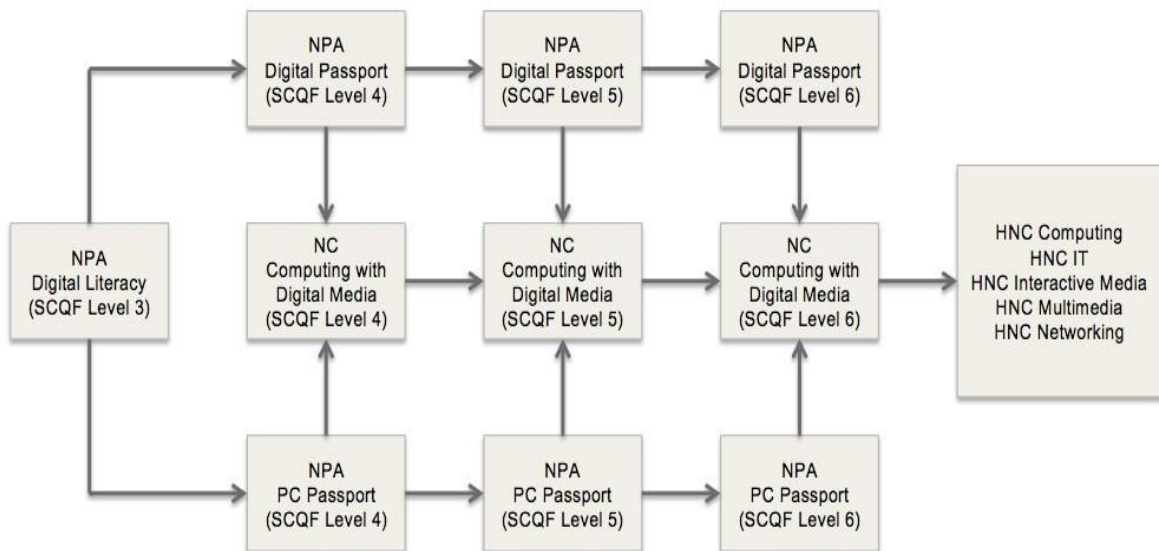 NPA
Digital Passport
(SCQF Level 4)
NPA
Digital Passport
(SCQF Level 5)
NPA
Digital Passport
(SCQF Level 6)
NPA
Digital Literacy
(SCQF Level 3)
NC
Computing with
Digital Media
(SCQF Level 4)
NC
Computing with
Digital Media
(SCQF Level 5)
NC
Computing with
Digital Media
(SCQF Level 6)
HNC Computing
HNC IT
HNC Interactive Media
HNC Multimedia
HNC Networking
NPA
PC Passport
(SCQF Level 4)
NPA
PC Passport
(SCQF Level 5)
NPA
PC Passport
(SCQF Level 6)